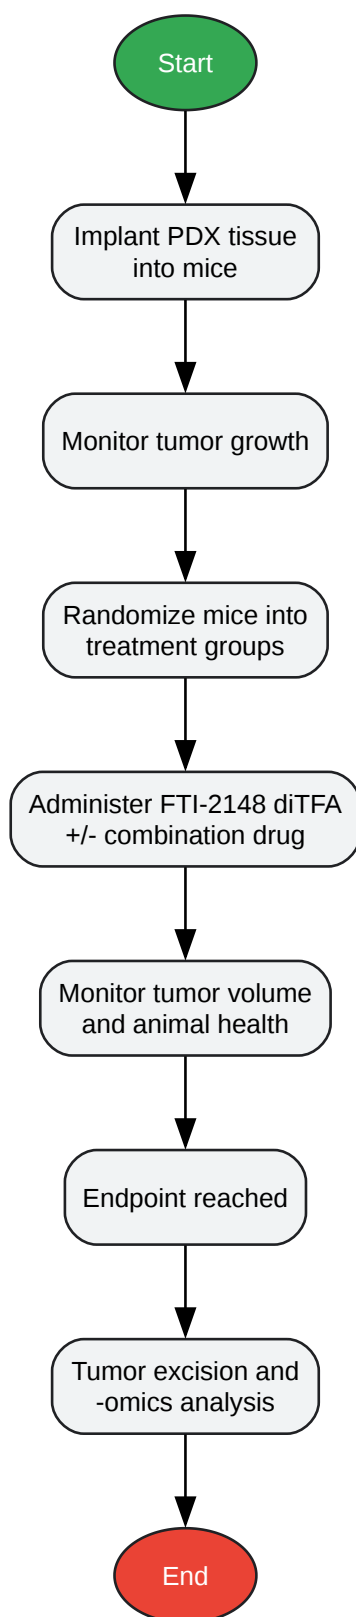 Start
Implant PDX tissue
into mice
Monitor tumor growth
Randomize mice into
treatment groups
Administer FTI-2148 diTFA
+/- combination drug
Monitor tumor volume
and animal health
Endpoint reached
Tumor excision and
-omics analysis
End